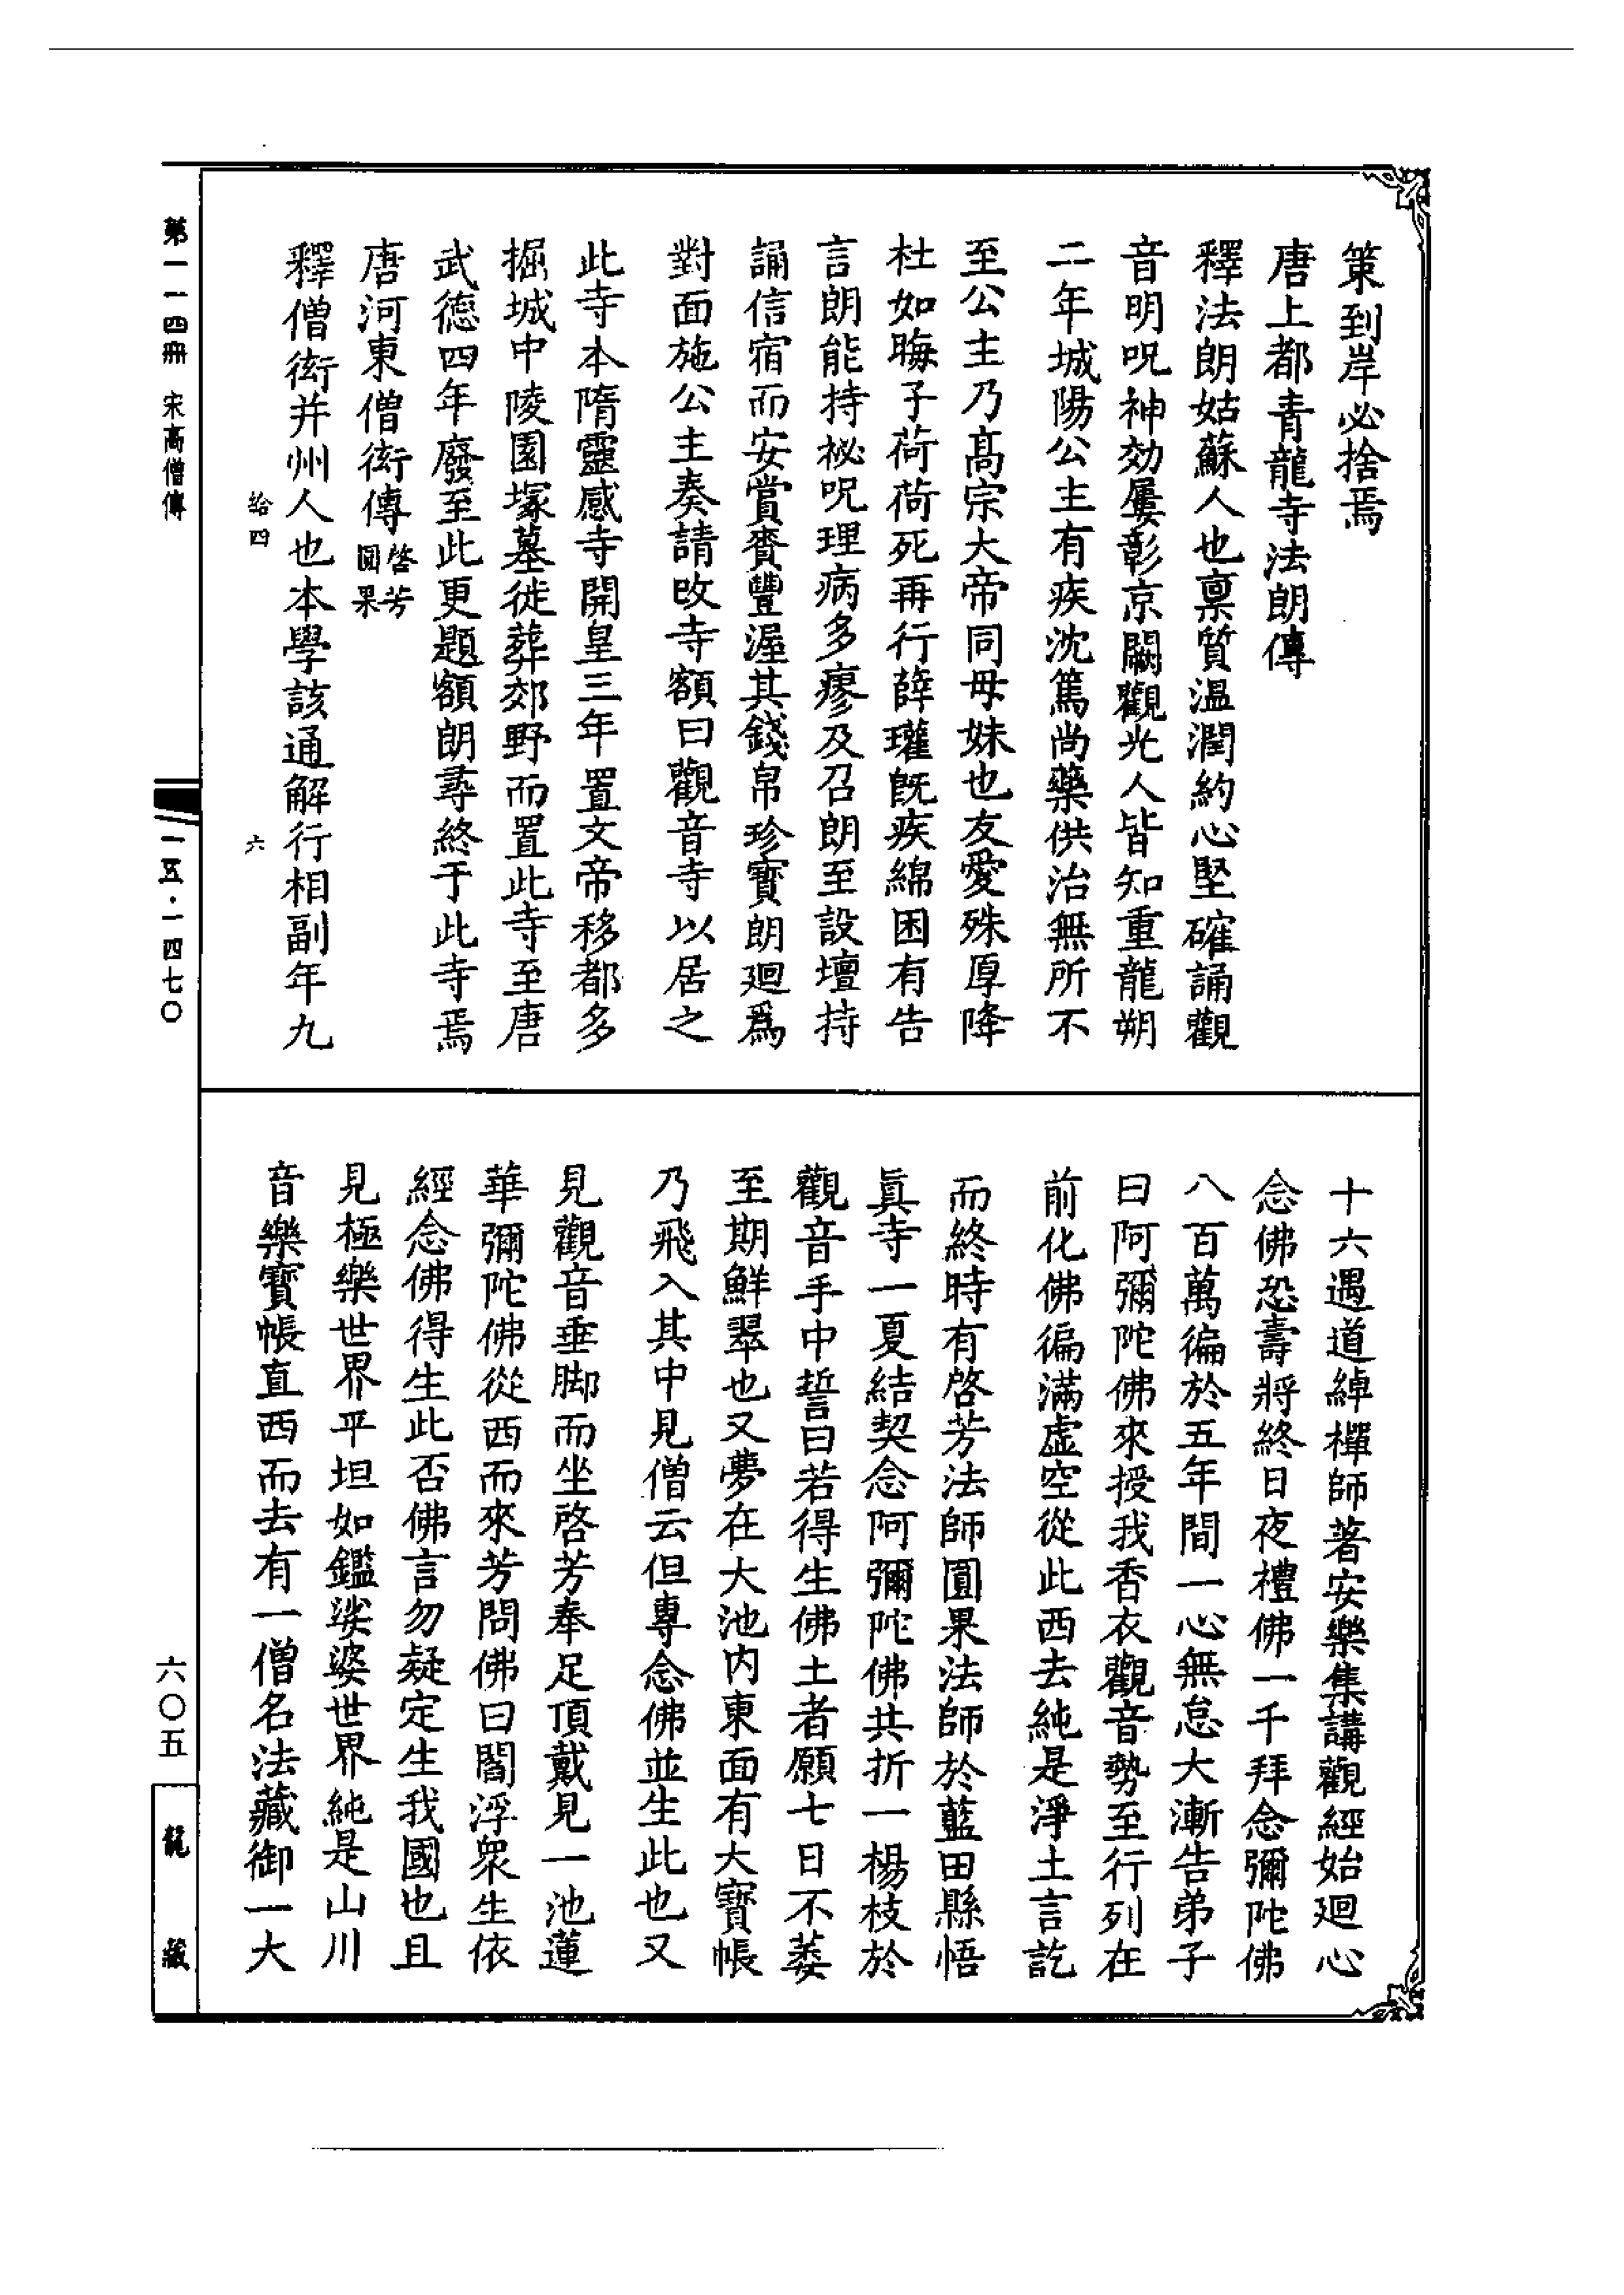 策到岸必捨焉
唐上都青龍寺法朗傳
釋法朗姑蘇人也稟質温潤約心堅確誦觀
音明呪神効屢彰京闕觀光人皆知重龍朔
二年城陽公主有疾沈篤尚藥供治無所不
至公主乃髙宗大帝同母妹也友愛殊厚降
杜如晦子荷荷死再行薛瓘旣疾綿困有告
言朗能持祕呪理病多瘳及召朗至設壇持
誦信宿而安賞賚豐渥其錢帛珍寶朗廻爲
對面施公主奏請改寺額曰觀音寺以居之
此寺本隋靈感寺開皇三年置文帝移都多
掘城中陵園塚墓徙葬郊野而置此寺至唐
武德四年廢至此更題額朗尋終于此寺焉
唐河東僧衒傳啓芳圓果
釋僧衒并州人也本學該通解行相副年九
給四
六
十六遇道綽禪師著安樂集講觀經始廻心
念佛恐壽將終日夜禮佛一千拜念彌陀佛
八百萬徧於五年間一心無怠大漸告弟子
曰阿彌陀佛來授我香衣觀音勢至行列在
前化佛徧滿虛空從此西去純是淨土言訖
而終時有啓芳法師圓果法師於藍田縣悟
眞寺一夏結契念阿彌陀佛共折一楊枝於
觀音手中誓曰若得生佛土者願七日不萎
至期鮮翠也又夢在大池内東面有大寶帳
乃飛入其中見僧云但專念佛並生此也又
見觀音垂脚而坐啓芳奉足頂戴見一池蓮
華彌陀佛從西而來芳問佛曰閻浮衆生依
經念佛得生此否佛言勿疑定生我國也且
見極樂世界平坦如鑑娑婆世界純是山川
音樂寶帳直西而去有一僧名法藏御一大
第一一四冊 宋高僧傳
一五·一四七〇
六〇五
龍藏